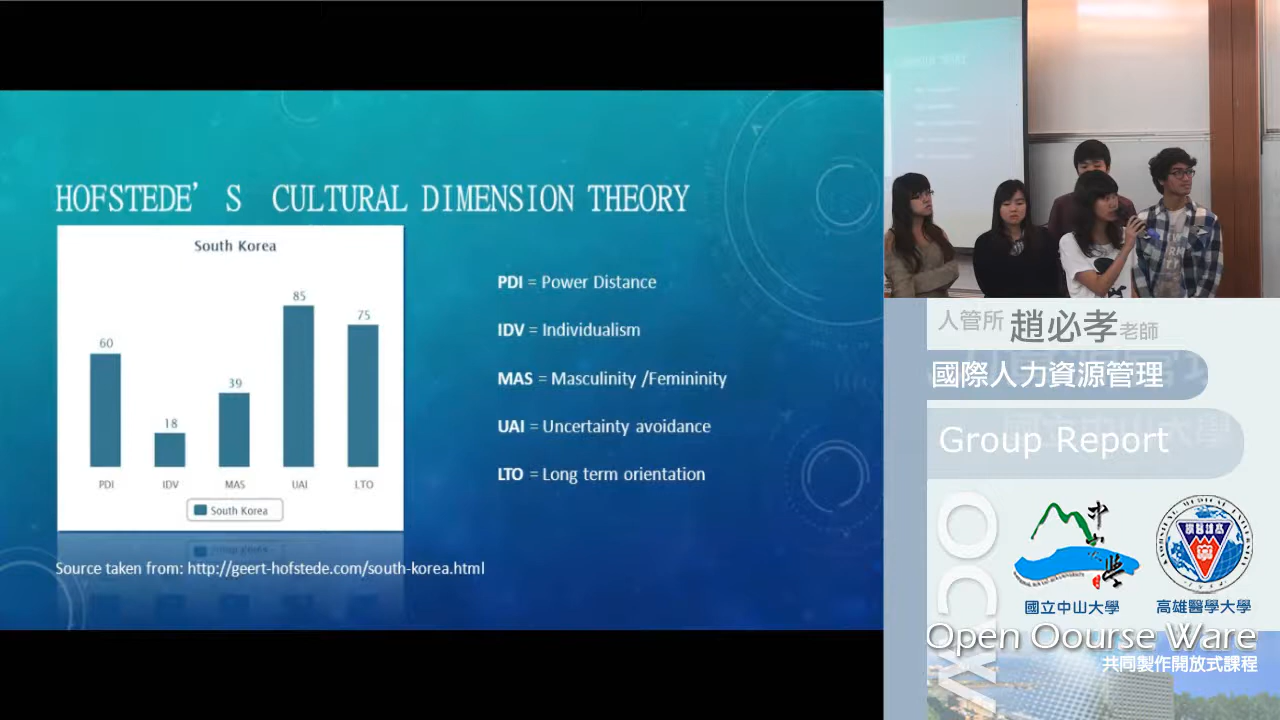 HOFSTEDE'S CULTURAL DIMENSION THEORY
South Korea
60
18
39
85
75
PDI
IDV
MAS
UAI
LTO
South Korea
PDI = Power Distance
IDV = Individualism
MAS = Masculinity /Femininity
UAI = Uncertainty avoidance
LTO = Long term orientation
Source taken from: http://geert-hofstede.com/south-korea.html
人管所 趙必孝老師
國際人力資源管理
Group Report
OCW
國立中山大學
高雄醫學大學
Open Oourse Ware
共同製作開放式課程